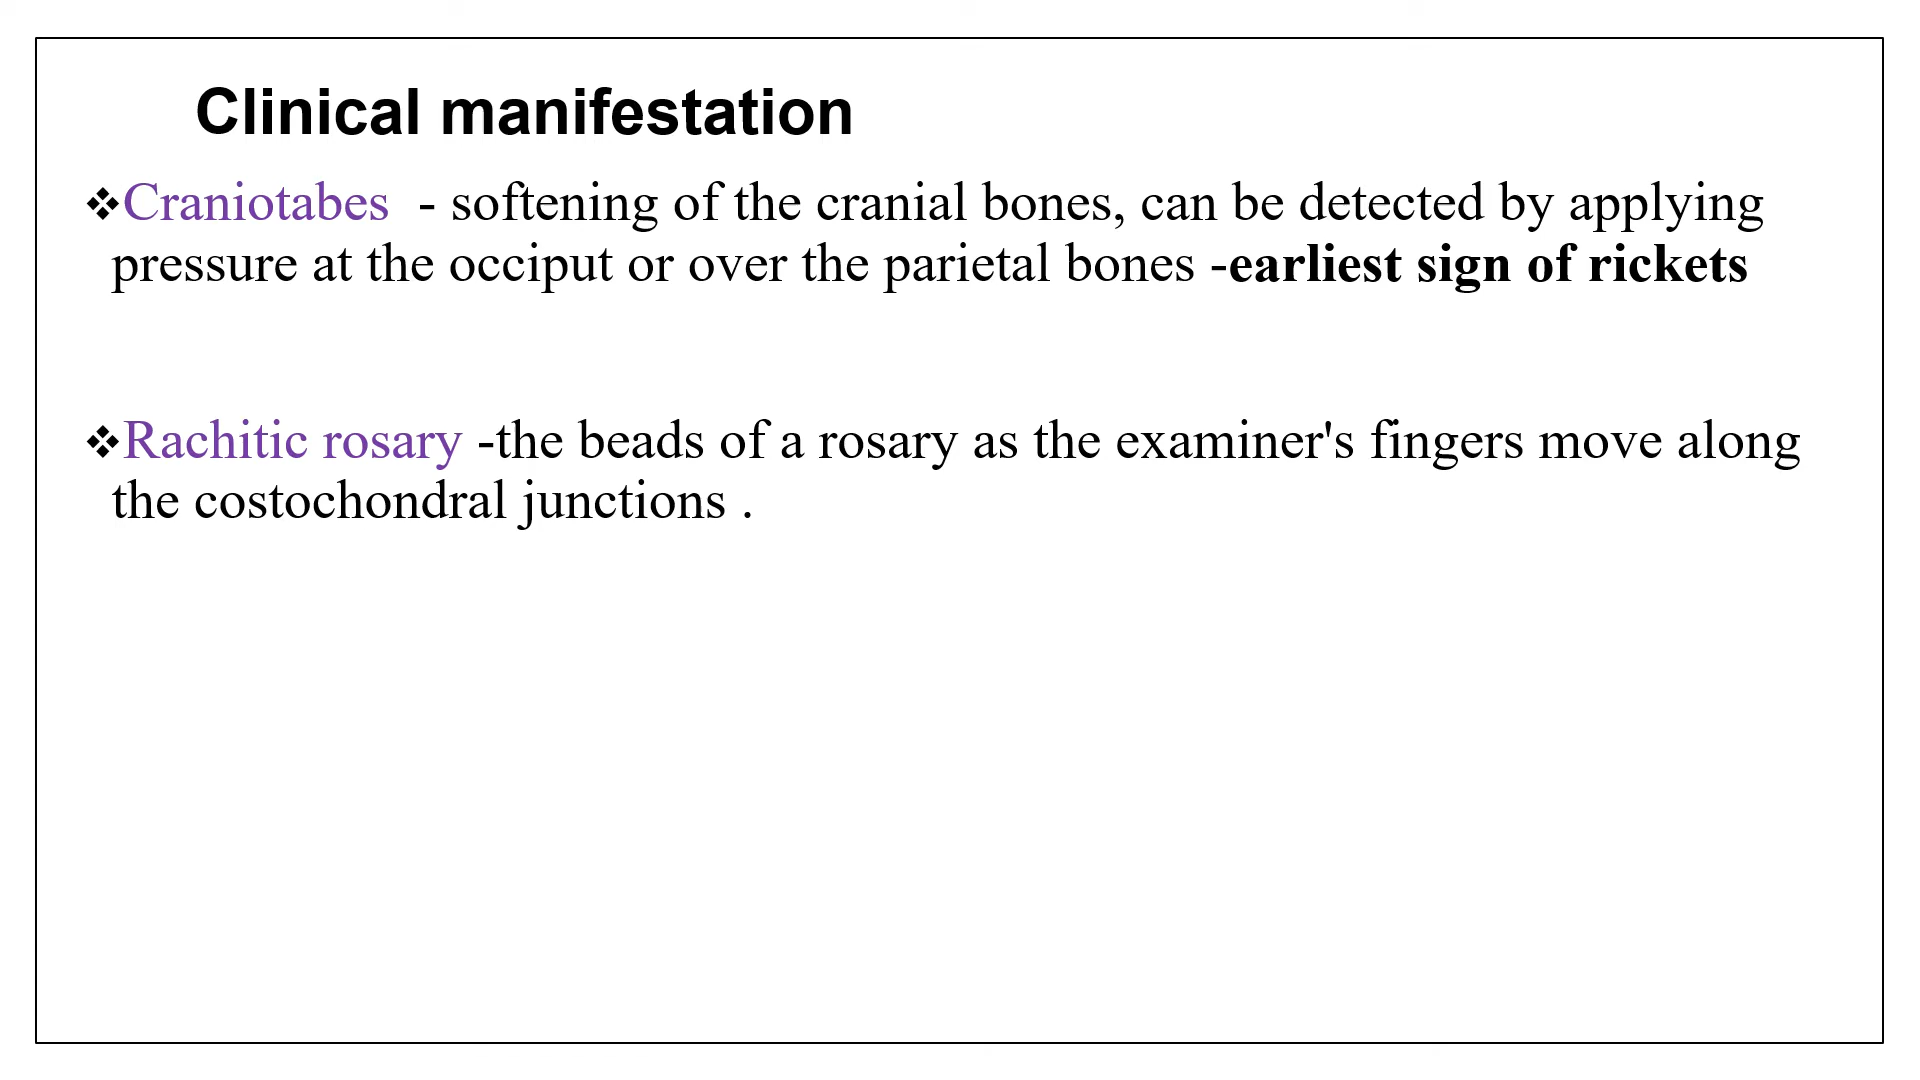 Clinical manifestation
❖Craniotabes - softening of the cranial bones, can be detected by applying
pressure at the occiput or over the parietal bones -earliest sign of rickets
❖Rachitic rosary -the beads of a rosary as the examiner's fingers move along
the costochondral junctions .